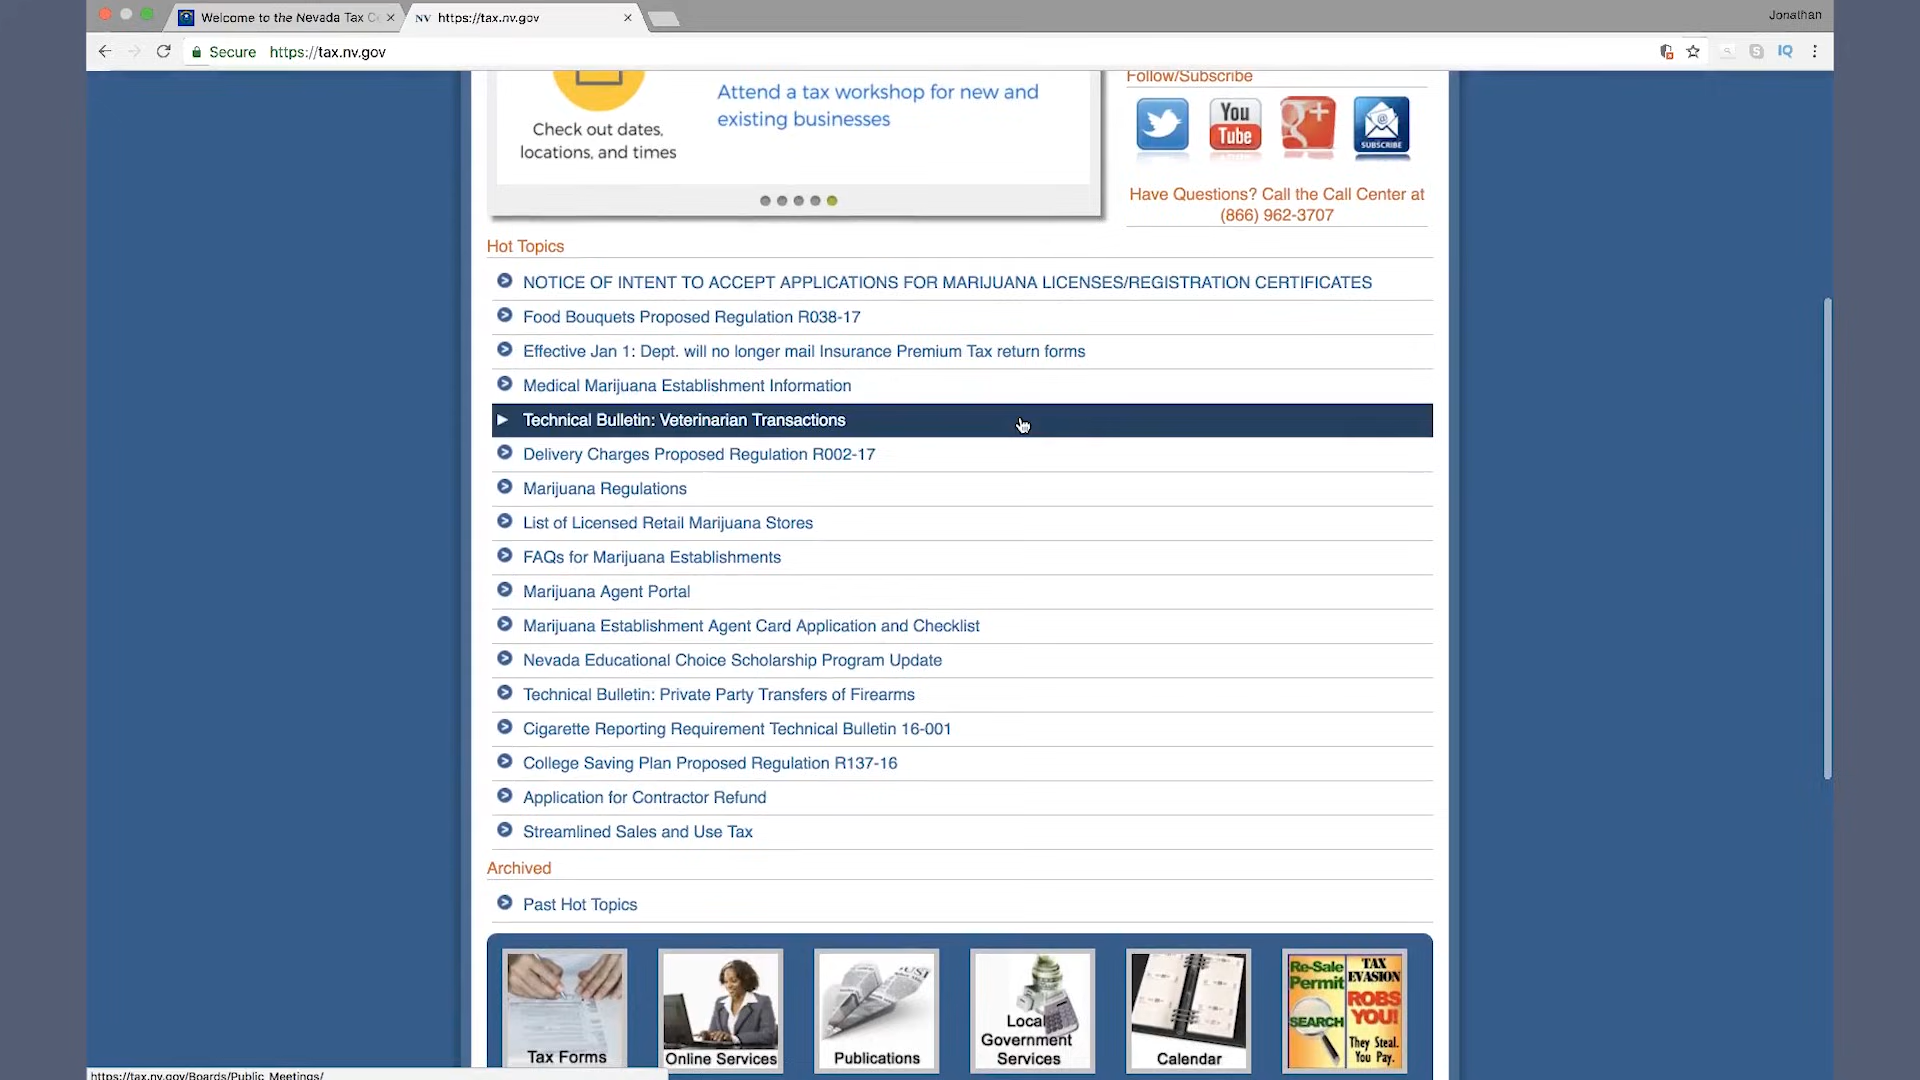 Welcome to the Nevada Tax C
NV https://tax.nv.gov
Jonathan
Secure https://tax.nv.gov
IQ
Check out dates,
locations, and times
Attend a tax workshop for new and
existing businesses
Follow/Subscribe
You
Tube
g+
@
SUBSCRIBE
Have Questions? Call the Call Center at
(866) 962-3707
Hot Topics
NOTICE OF INTENT TO ACCEPT APPLICATIONS FOR MARIJUANA LICENSES/REGISTRATION CERTIFICATES
Food Bouquets Proposed Regulation R038-17
Effective Jan 1: Dept. will no longer mail Insurance Premium Tax return forms
Medical Marijuana Establishment Information
Technical Bulletin: Veterinarian Transactions
Delivery Charges Proposed Regulation R002-17
Marijuana Regulations
List of Licensed Retail Marijuana Stores
FAQs for Marijuana Establishments
Marijuana Agent Portal
Marijuana Establishment Agent Card Application and Checklist
Nevada Educational Choice Scholarship Program Update
Technical Bulletin: Private Party Transfers of Firearms
Cigarette Reporting Requirement Technical Bulletin 16-001
College Saving Plan Proposed Regulation R137-16
Application for Contractor Refund
Streamlined Sales and Use Tax
Archived
Past Hot Topics
Tax Forms
Online Services
Publications
Local
Government
Services
Calendar
Re-Sale
Permit
SEARCH
TAX
EVASION
ROBS
YOU!
They Steal.
You Pay.
https://tax.nv.gov/Boards/Public_Meetings/